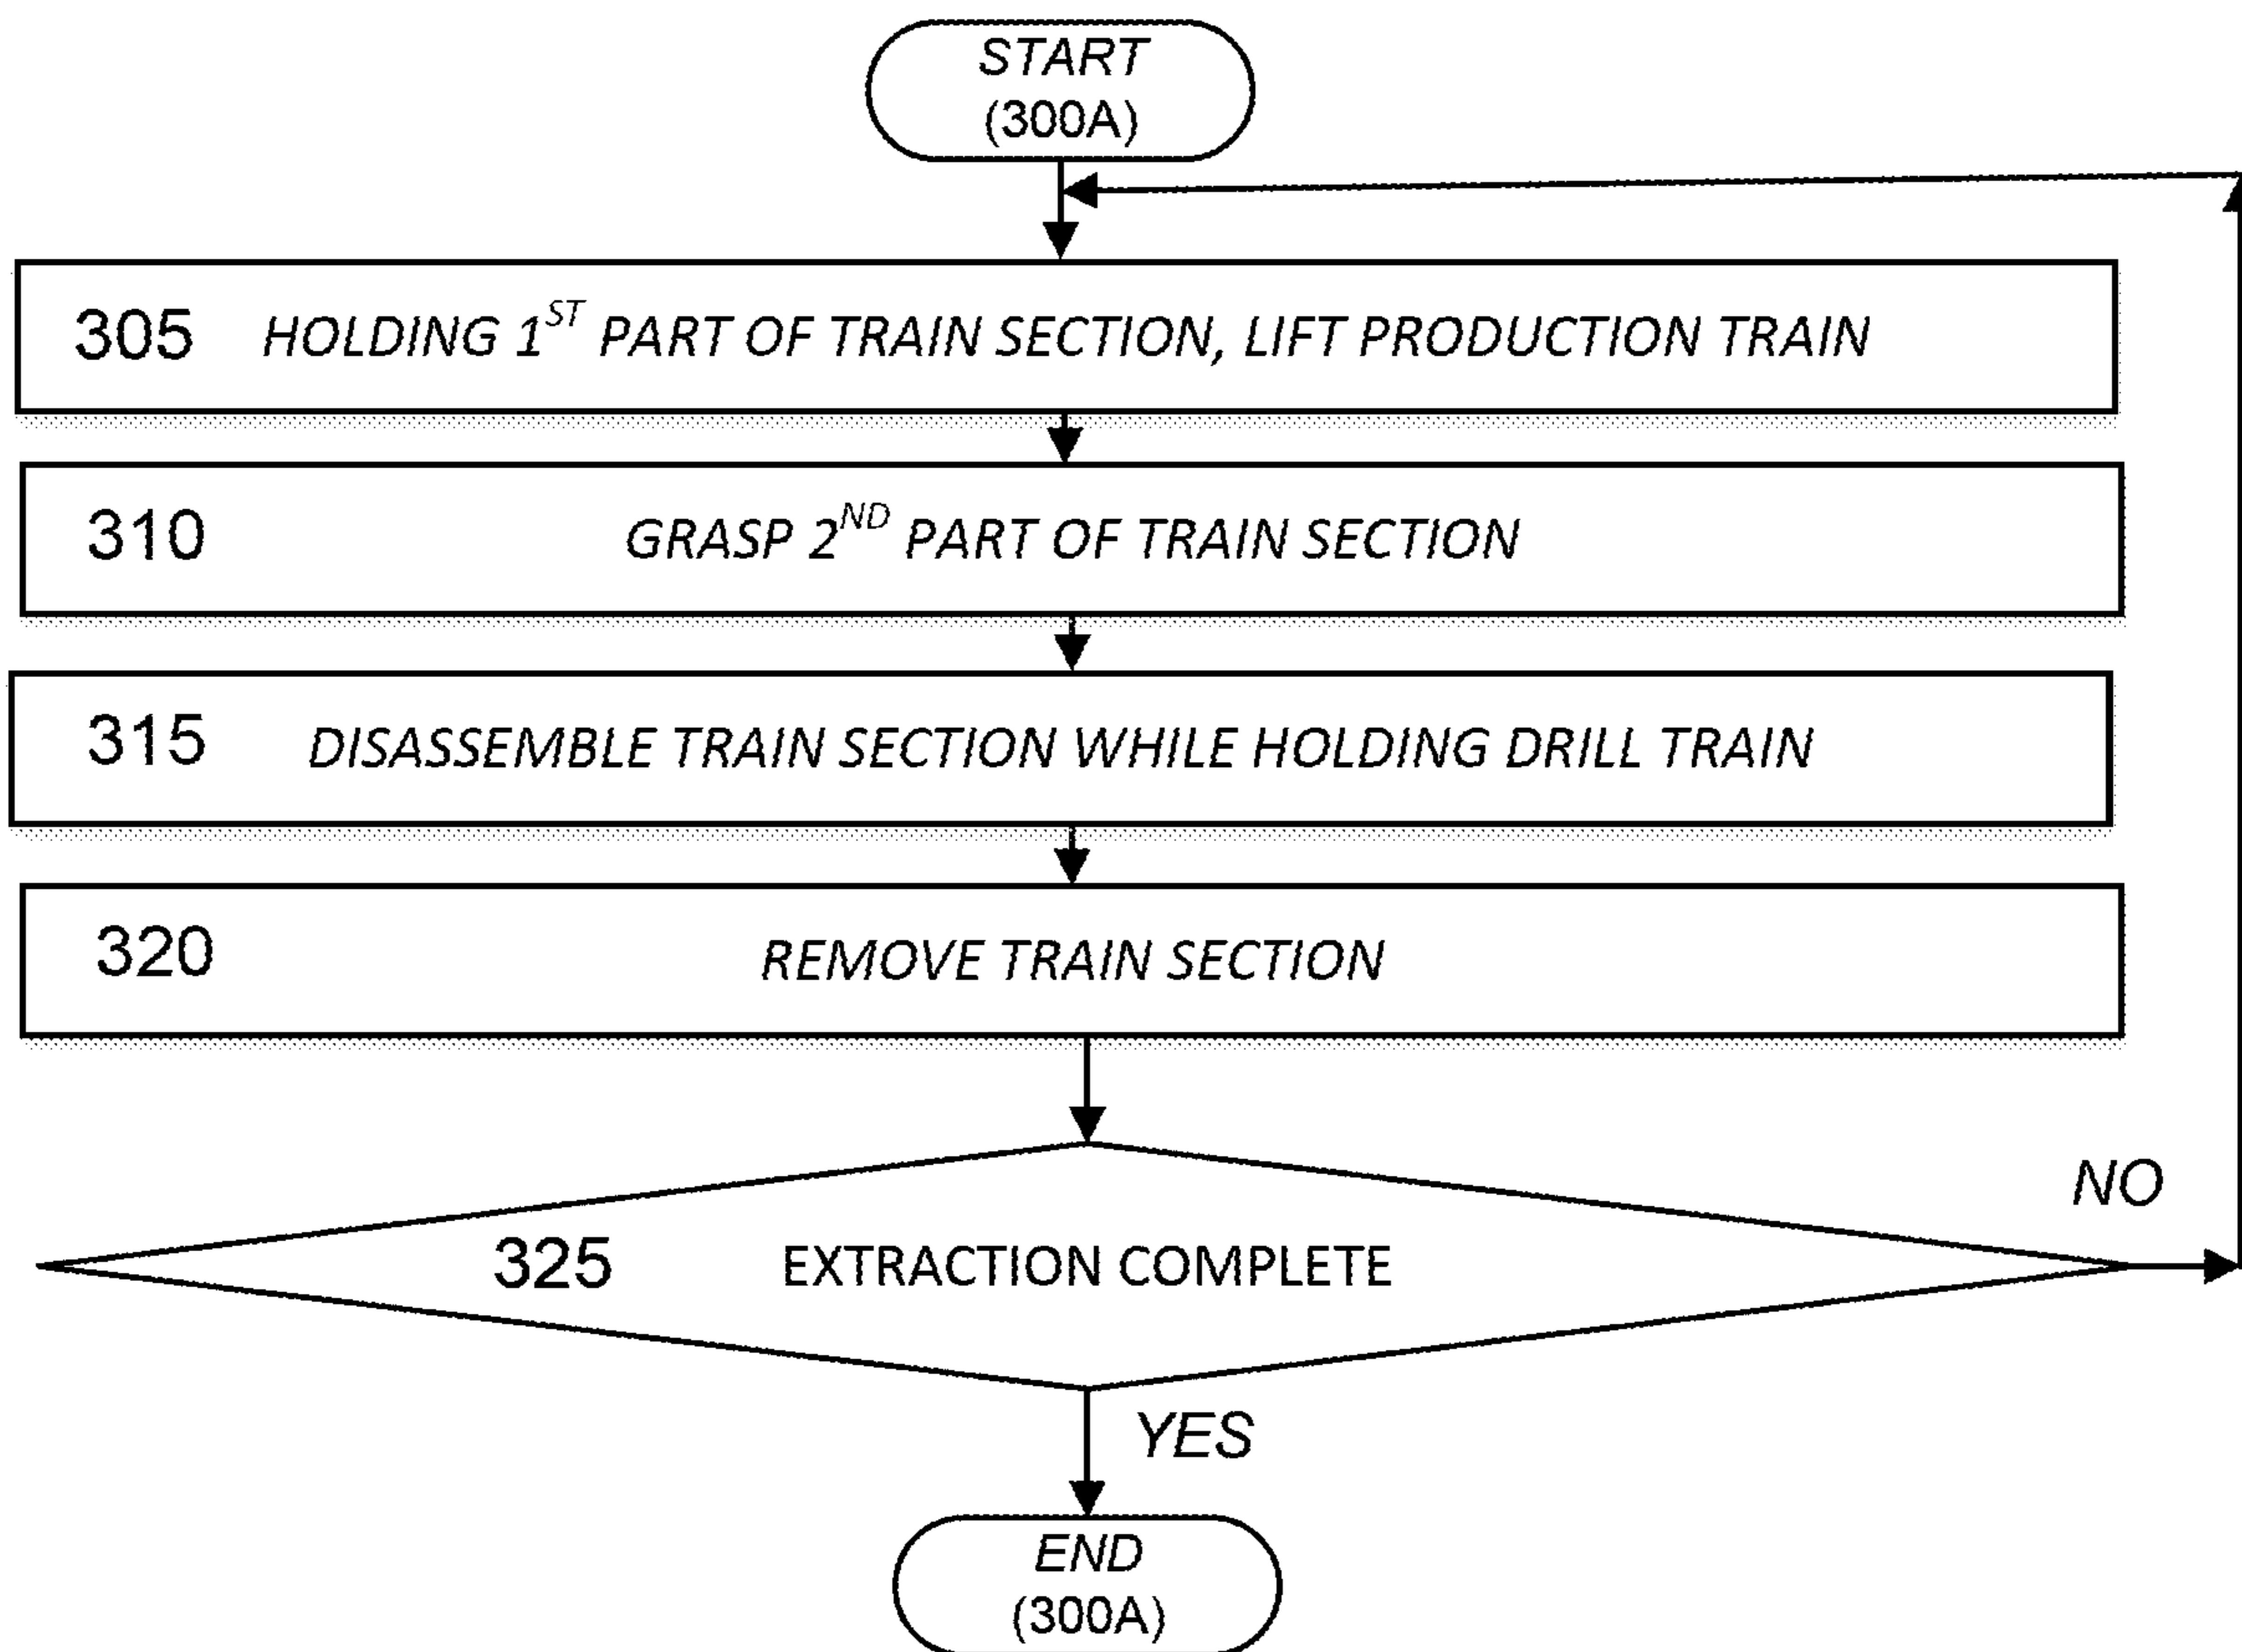 START
(300A)
305 HOLDING 1ST PART OF TRAIN SECTION, LIFT PRODUCTION TRAIN
310 GRASP 2ND PART OF TRAIN SECTION
315 DISASSEMBLE TRAIN SECTION WHILE HOLDING DRILL TRAIN
320 REMOVE TRAIN SECTION
NO
325 EXTRACTION COMPLETE
YES
END
(300A)